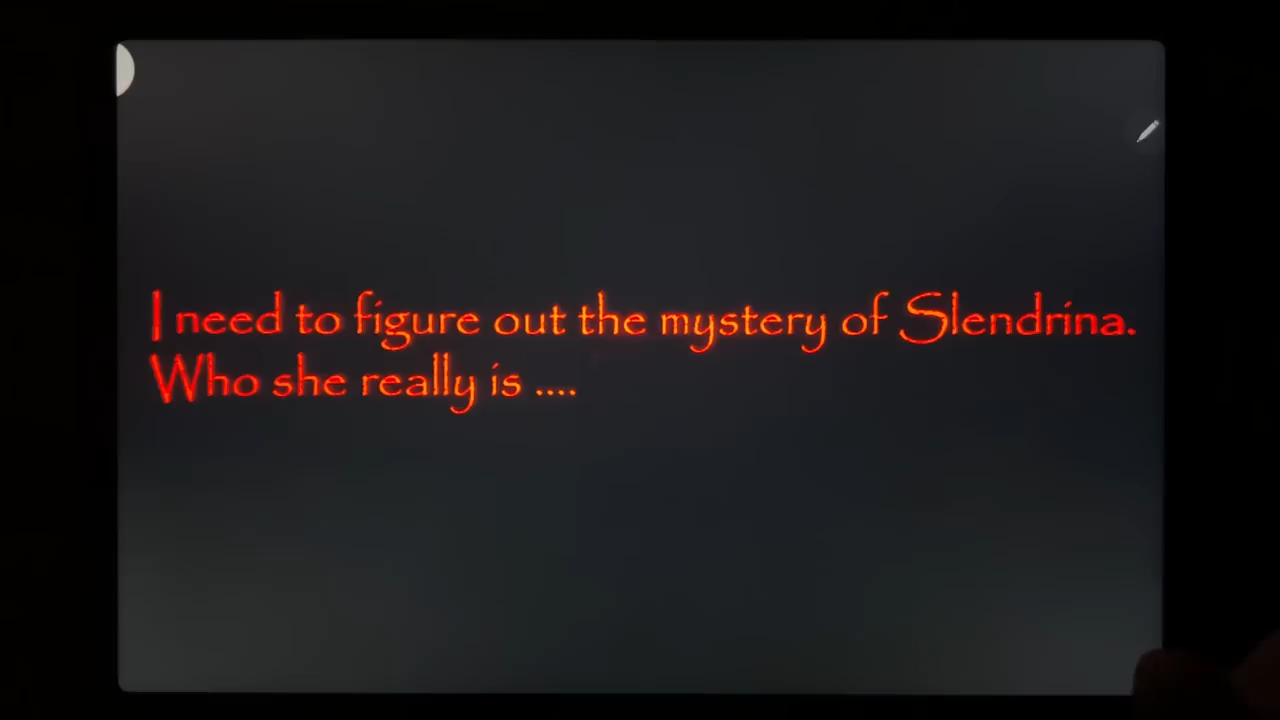 I need to figure out the mystery of Slendrina.
Who she really is ....